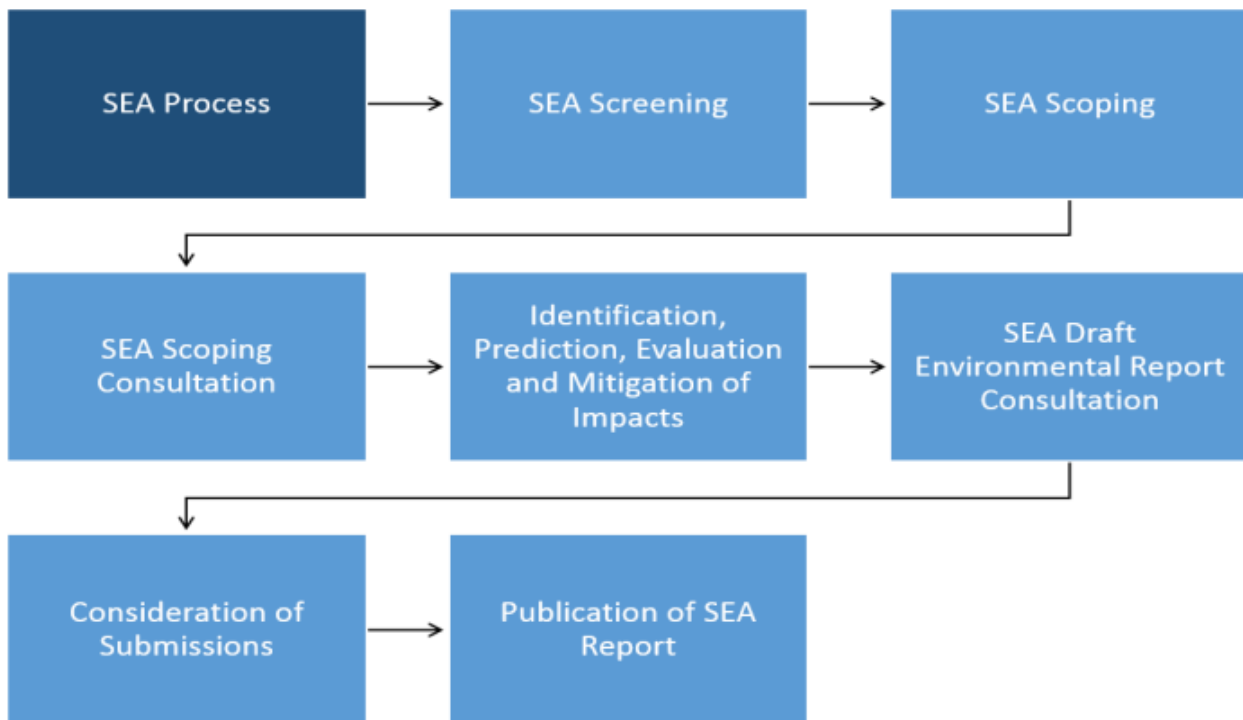 SEA Process
SEA Screening
SEA Scoping
SEA Scoping
Consultation
Identification,
Prediction, Evaluation
and Mitigation of
Impacts
SEA Draft
Environmental Report
Consultation
Consideration of
Submissions
Publication of SEA
Report